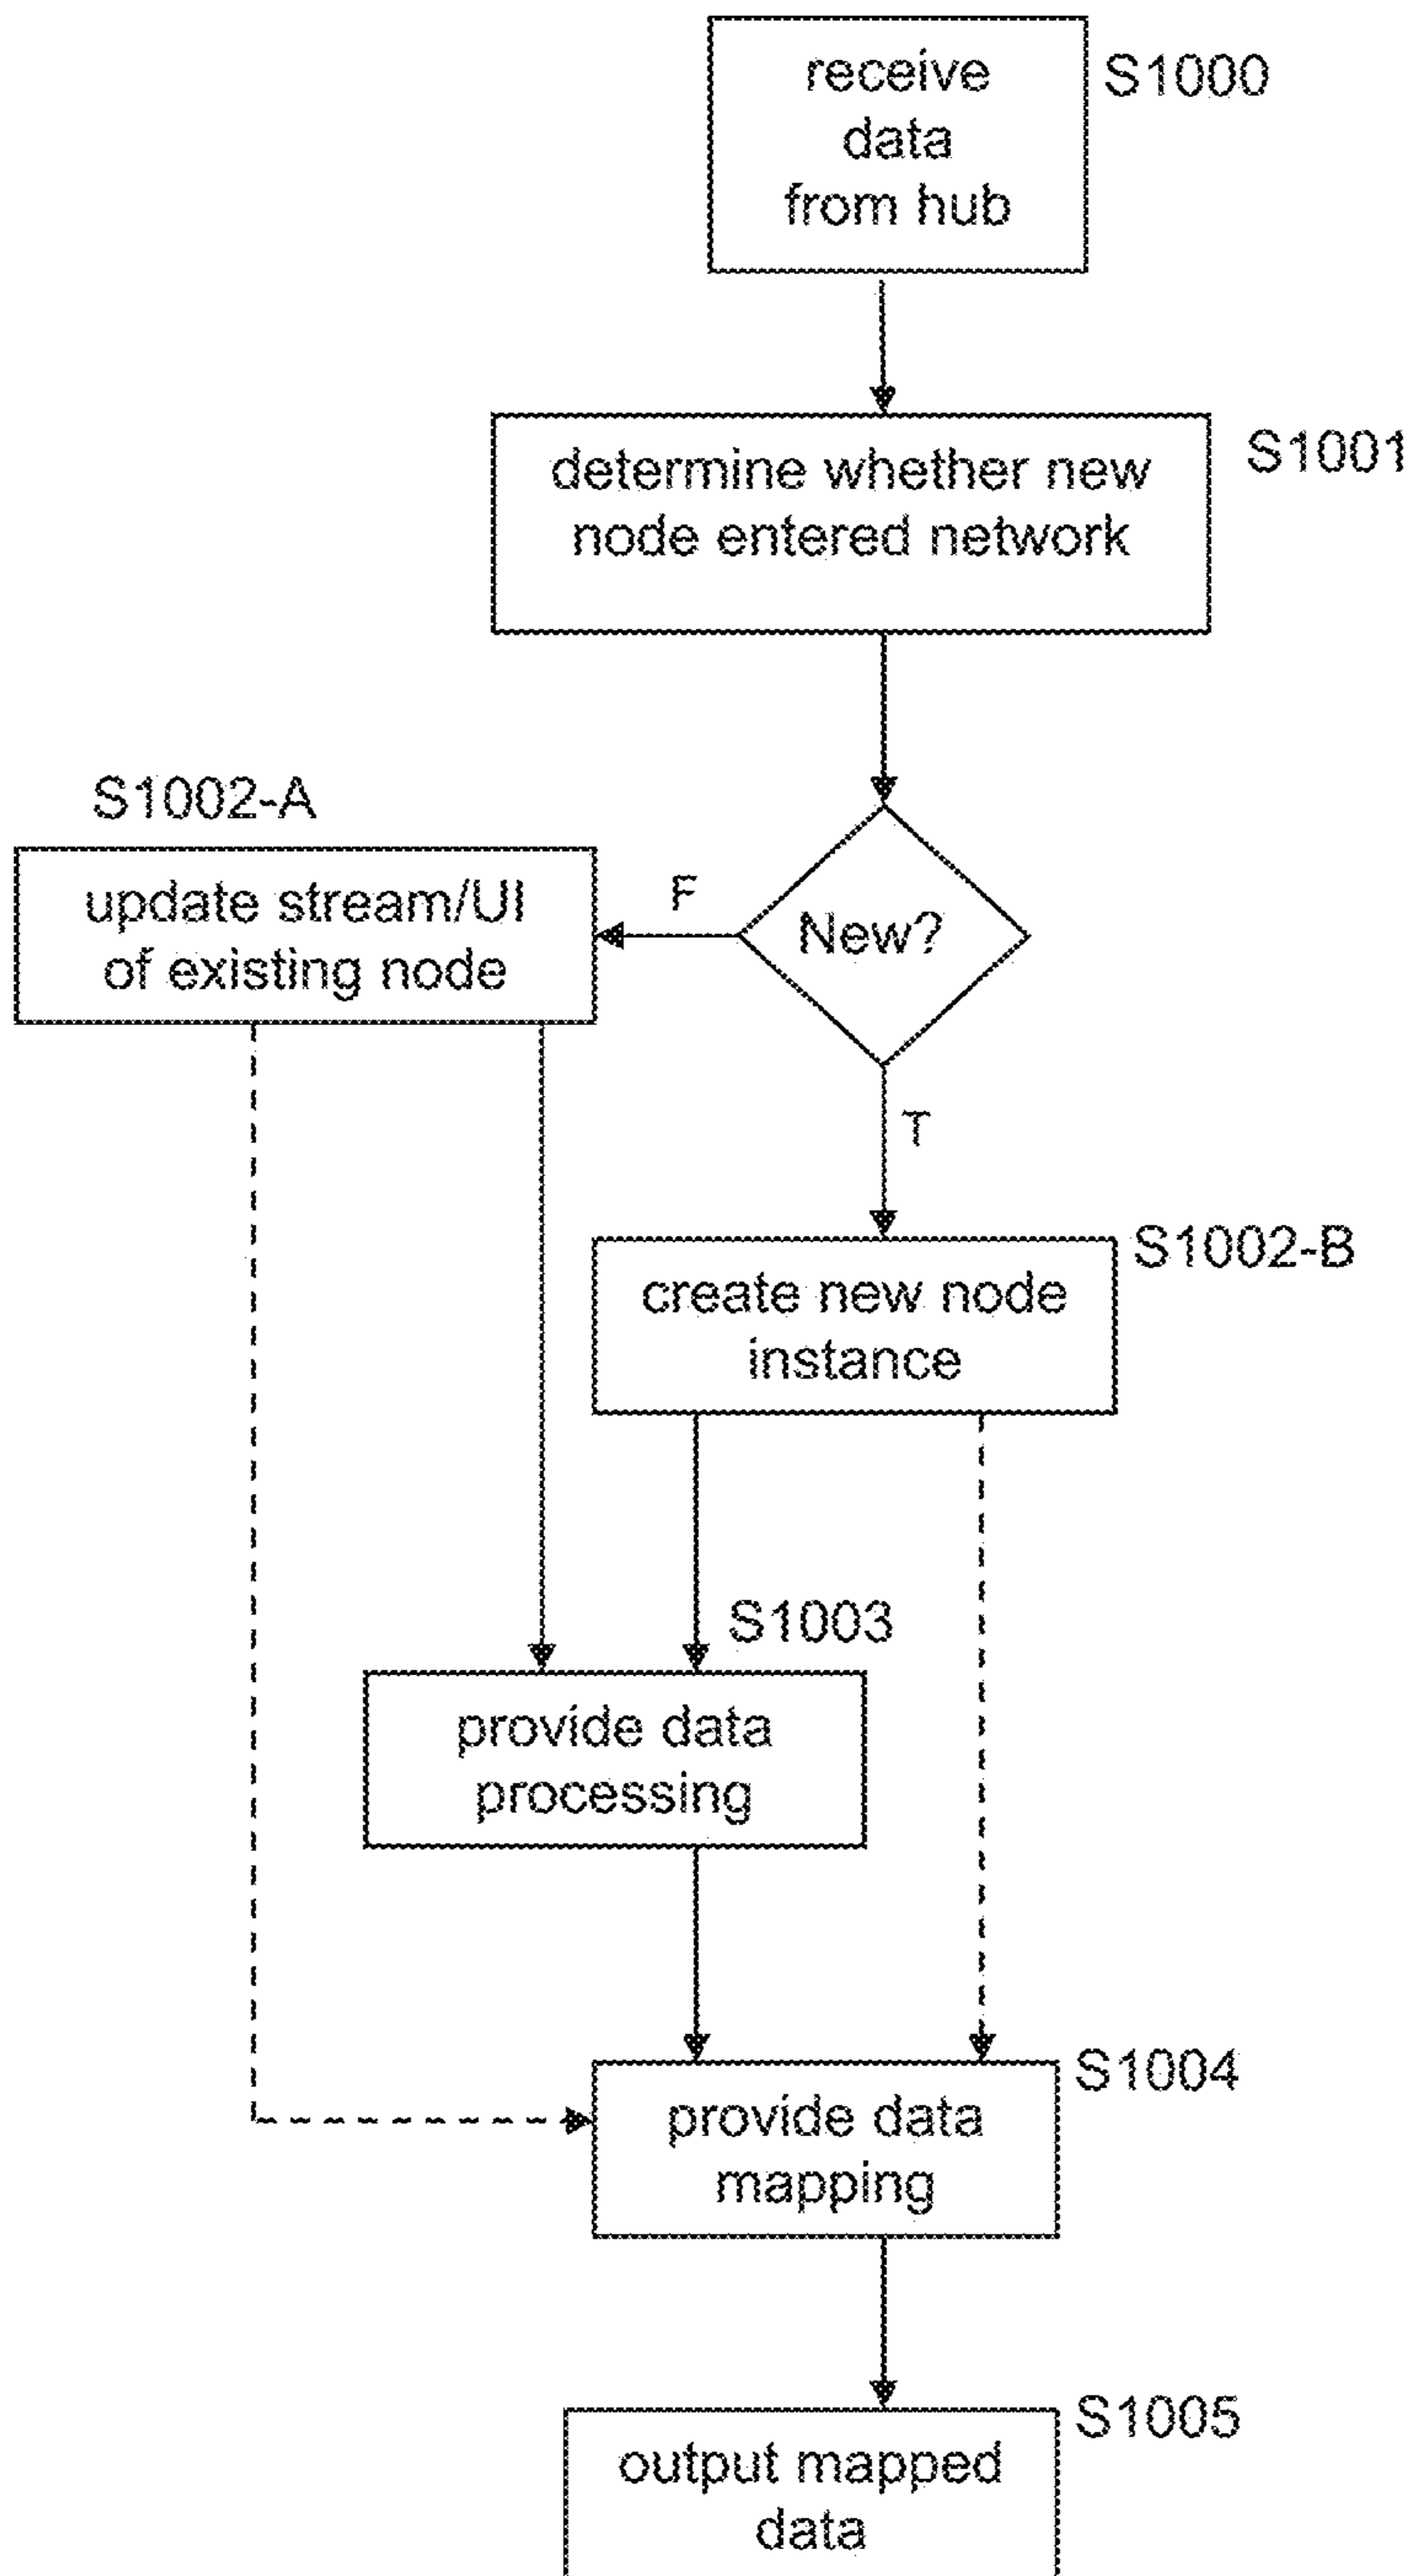 receive
data
from hub
S1000
determine whether new
node entered network
S1001
S1002-A
update stream/UI
of existing node
F
New?
T
S1002-B
create new node
instance
S1003
provide data
processing
S1004
provide data
mapping
S1005
output mapped
data